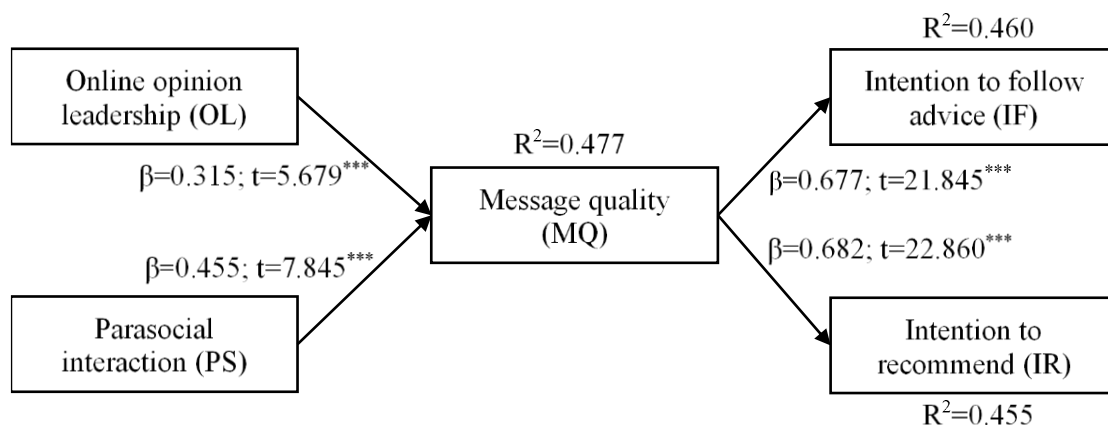 R²=0.460
Online opinion
leadership (OL)
Intention to follow
advice (IF)
R²=0.477
β=0.315; t=5.679***
β=0.677; t=21.845***
Message quality
(MQ)
β=0.455; t=7.845***
β=0.682; t=22.860***
Parasocial
interaction (PS)
Intention to
recommend (IR)
R²=0.455